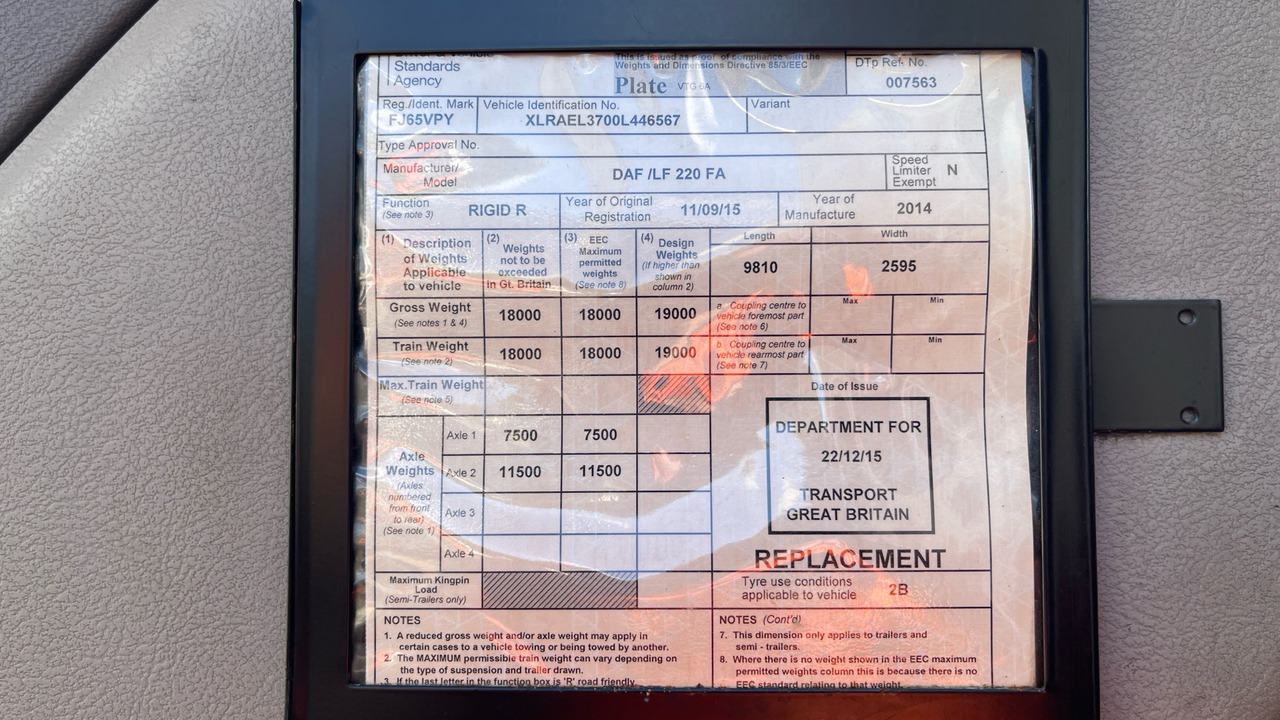 Standards
Agency
This is issued as proof of compliance with the
Weights and Dimensions Directive 85/3/EEC
Plate VTG 6A
DTp Ref. No.
007563
Reg./Ident. Mark
FJ65VPY
Vehicle Identification No.
XLRAEL3700L446567
Variant
Type Approval No.
Manufacturer/
Model
DAF /LF 220 FA
Speed
Limiter
Exempt
N
Function
(See note 3)
RIGID R
Year of Original
Registration
11/09/15
Year of
Manufacture
2014
(1) Description
of Weights
Applicable
to vehicle
(2) Weights
not to be
exceeded
in Gt. Britain
(3) EEC
Maximum
permitted
weights
(See note 8)
(4) Design
Weights
(If higher than
shown in
column 2)
Length
9810
Width
2595
Gross Weight
(See notes 1 & 4)
18000 18000 19000
a. Coupling centre to
vehicle foremost part
(See note 6)
Max Min
Train Weight
(See note 2)
18000 18000 19000
b. Coupling centre to
vehicle rearmost part
(See note 7)
Max Min
Max.Train Weight
(See note 5)
Axle
Weights
(Axles
numbered
from front
to rear)
(See note 1)
Axle 1 7500 7500
Axle 2 11500 11500
Axle 3
Axle 4
Maximum Kingpin
Load
(Semi-Trailers only)
Date of Issue
DEPARTMENT FOR
22/12/15
TRANSPORT
GREAT BRITAIN
REPLACEMENT
Tyre use conditions
applicable to vehicle
2B
NOTES
1. A reduced gross weight and/or axle weight may apply in
certain cases to a vehicle towing or being towed by another.
2. The MAXIMUM permissible train weight can vary depending on
the type of suspension and trailer drawn.
3. If the last letter in the function box is 'R' road friendly
NOTES (Cont'd)
7. This dimension only applies to trailers and
semi - trailers.
8. Where there is no weight shown in the EEC maximum
permitted weights column this is because there is no
EEC standard relating to that weight.